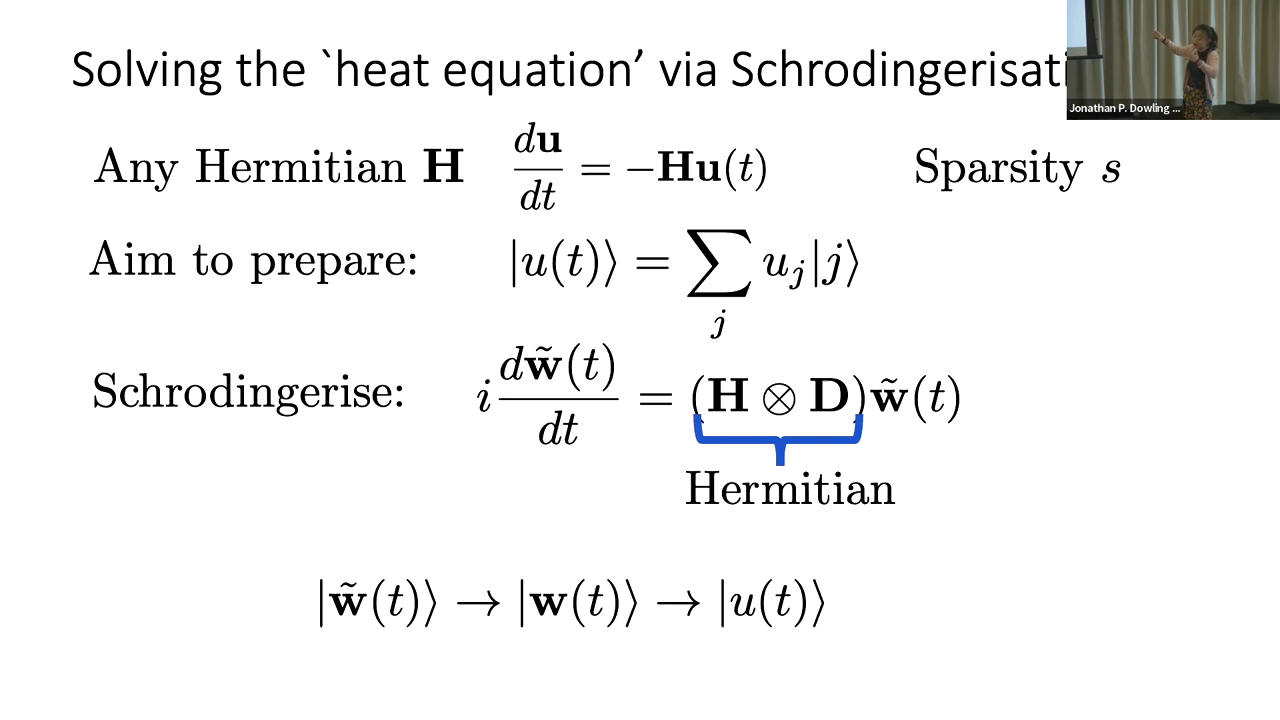 Solving the `heat equation’ via Schrodingerisati
Jonathan P. Dowling ...
Any Hermitian H du/dt = −Hu(t) Sparsity s
Aim to prepare: |u(t)⟩ = ∑_j u_j|j⟩
Schrodingerise: i dw̃(t)/dt = (H ⊗ D)w̃(t)
Hermitian
|w̃(t)⟩ → |w(t)⟩ → |u(t)⟩